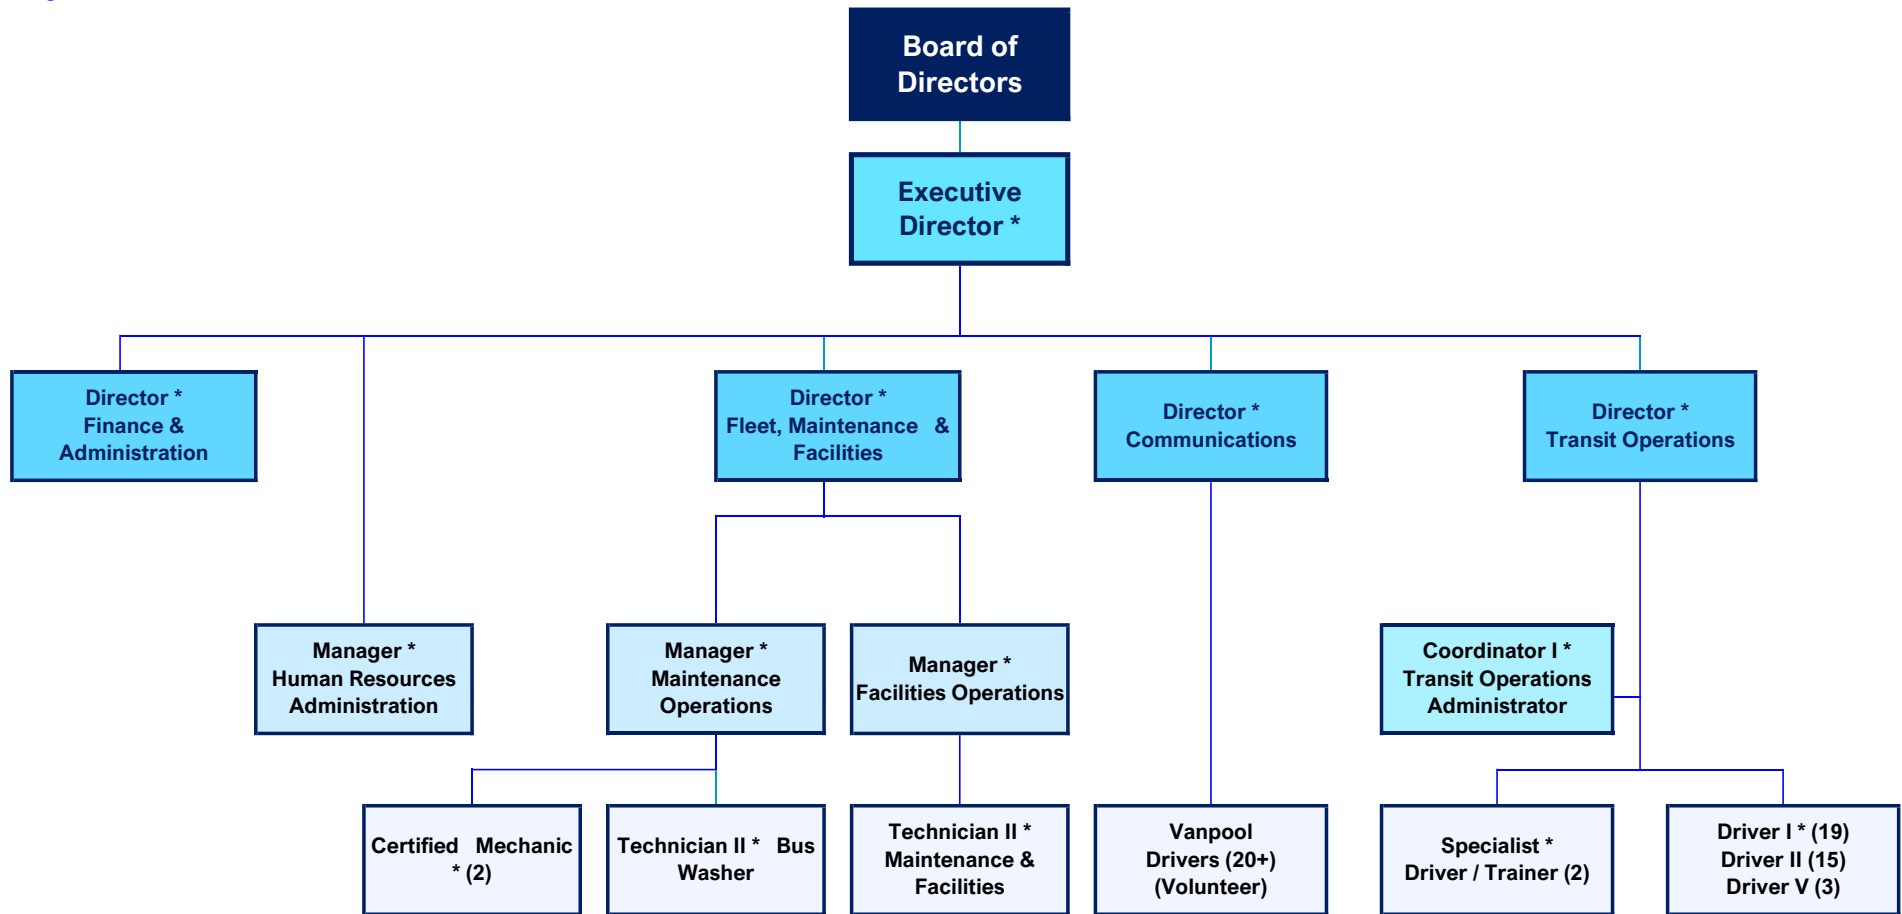 Board of
Directors
Executive
Director *
Director *
Finance &
Administration
Director *
Fleet, Maintenance &
Facilities
Director *
Communications
Director *
Transit Operations
Manager *
Human Resources
Administration
Manager *
Maintenance
Operations
Manager *
Facilities Operations
Coordinator I *
Transit Operations
Administrator
Certified Mechanic
* (2)
Technician II * Bus
Washer
Technician II *
Maintenance &
Facilities
Vanpool
Drivers (20+)
(Volunteer)
Specialist *
Driver / Trainer (2)
Driver I * (19)
Driver II (15)
Driver V (3)